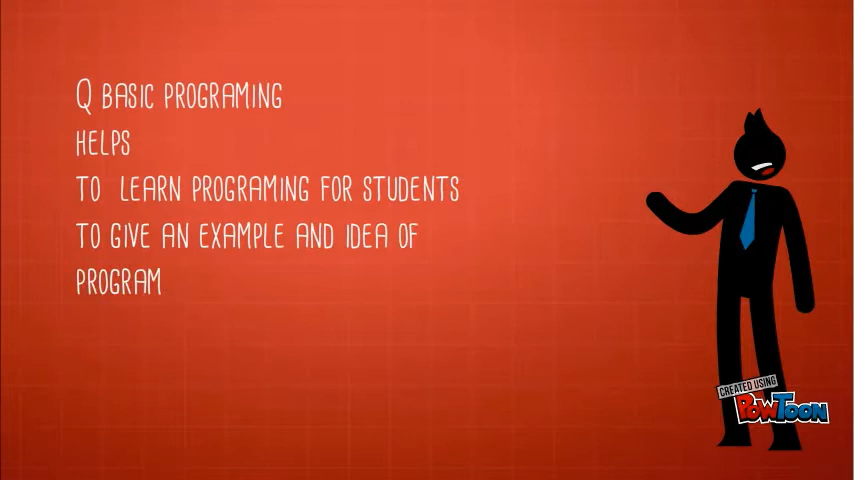 Q BASIC PROGRAMING
HELPS
TO LEARN PROGRAMING FOR STUDENTS
TO GIVE AN EXAMPLE AND IDEA OF
PROGRAM
CREATED USING
POWTOON